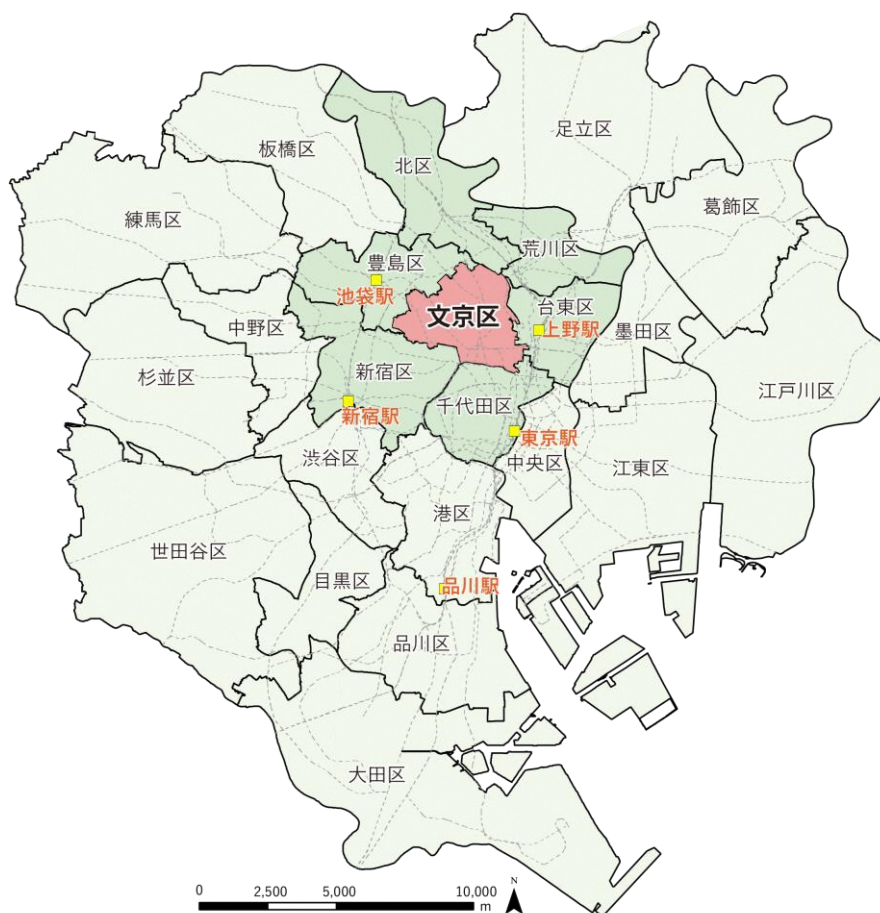 足立区
板橋区
北区
葛飾区
練馬区
荒川区
豊島区
池袋駅
台東区
文京区
上野駅
中野区
墨田区
新宿区
杉並区
江戸川区
千代田区
新宿駅
東京駅
渋谷区
中央区
江東区
港区
世田谷区
目黒区
品川駅
品川区
大田区
0 2,500 5,000 10,000
m
N